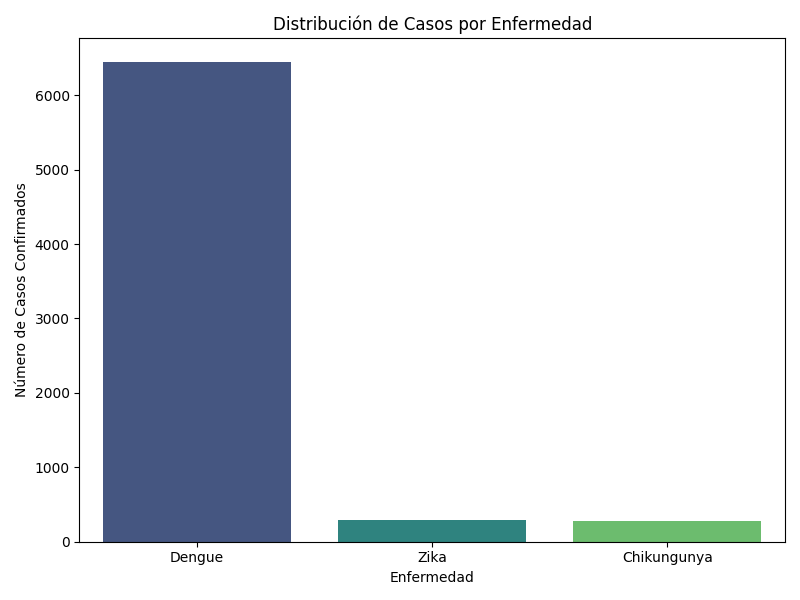 Distribución de Casos por Enfermedad
Número de Casos Confirmados
6000
5000
4000
3000
2000
1000
0
Dengue
Zika
Chikungunya
Enfermedad